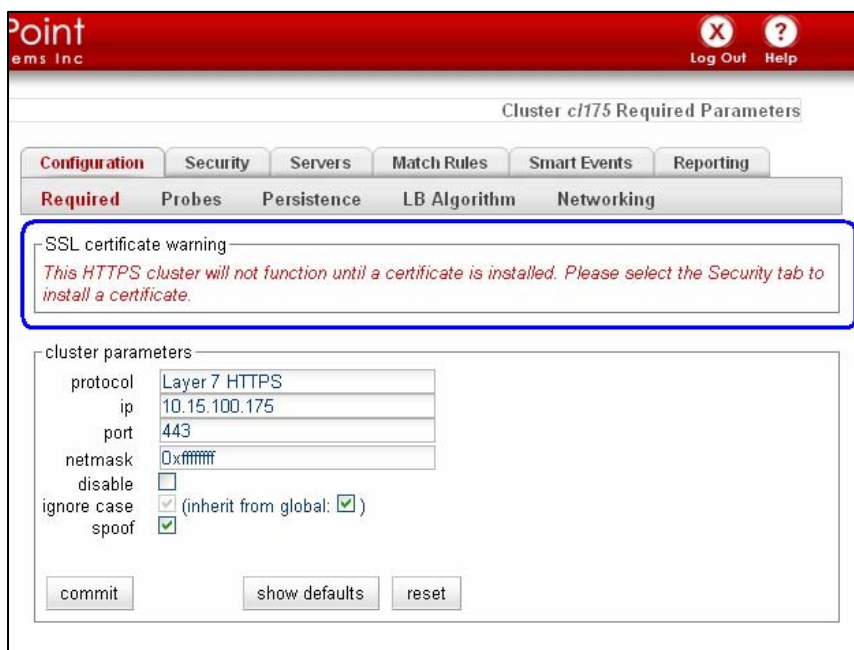 Point
ems Inc
X ?
Log Out Help
Cluster cl175 Required Parameters
Configuration Security Servers Match Rules Smart Events Reporting
Required Probes Persistence LB Algorithm Networking
SSL certificate warning
This HTTPS cluster will not function until a certificate is installed. Please select the Security tab to
install a certificate.
cluster parameters
protocol Layer 7 HTTPS
ip 10.15.100.175
port 443
netmask 0xffffffff
disable
ignore case (inherit from global: )
spoof
commit show defaults reset